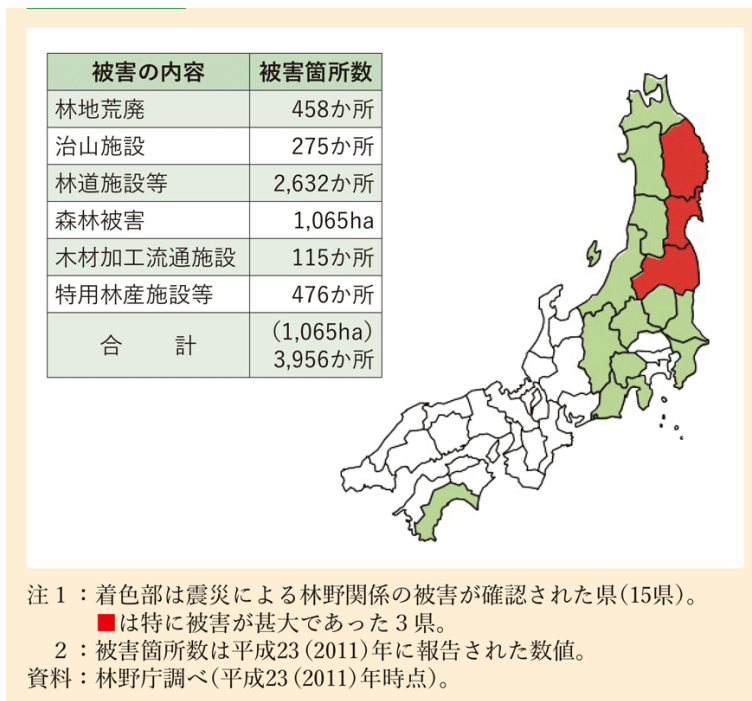 被害の内容 被害箇所数
林地荒廃 458か所
治山施設 275か所
林道施設等 2,632か所
森林被害 1,065ha
木材加工流通施設 115か所
特用林産施設等 476か所
合 計 (1,065ha)
3,956か所
注1：着色部は震災による林野関係の被害が確認された県(15県)。
■は特に被害が甚大であった3県。
2：被害箇所数は平成23(2011)年に報告された数値。
資料：林野庁調べ(平成23(2011)年時点)。